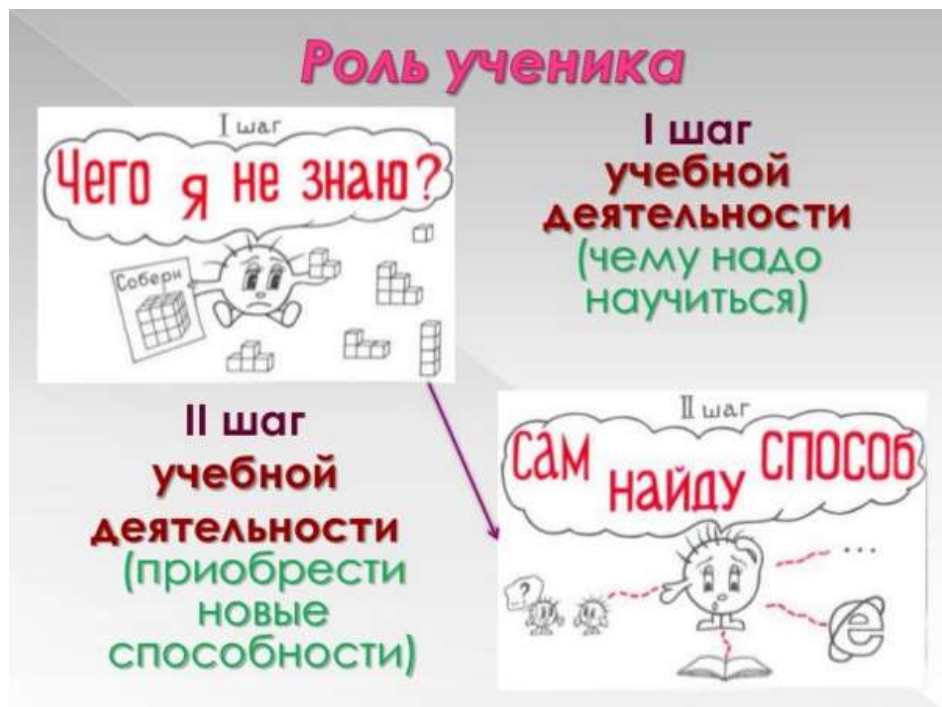 Роль ученика
I шаг
Чего я не знаю?
Собери
I шаг
учебной
деятельности
(чему надо
научиться)
II шаг
учебной
деятельности
(приобрести
новые
способности)
II шаг
сам найду способ
?
...
e